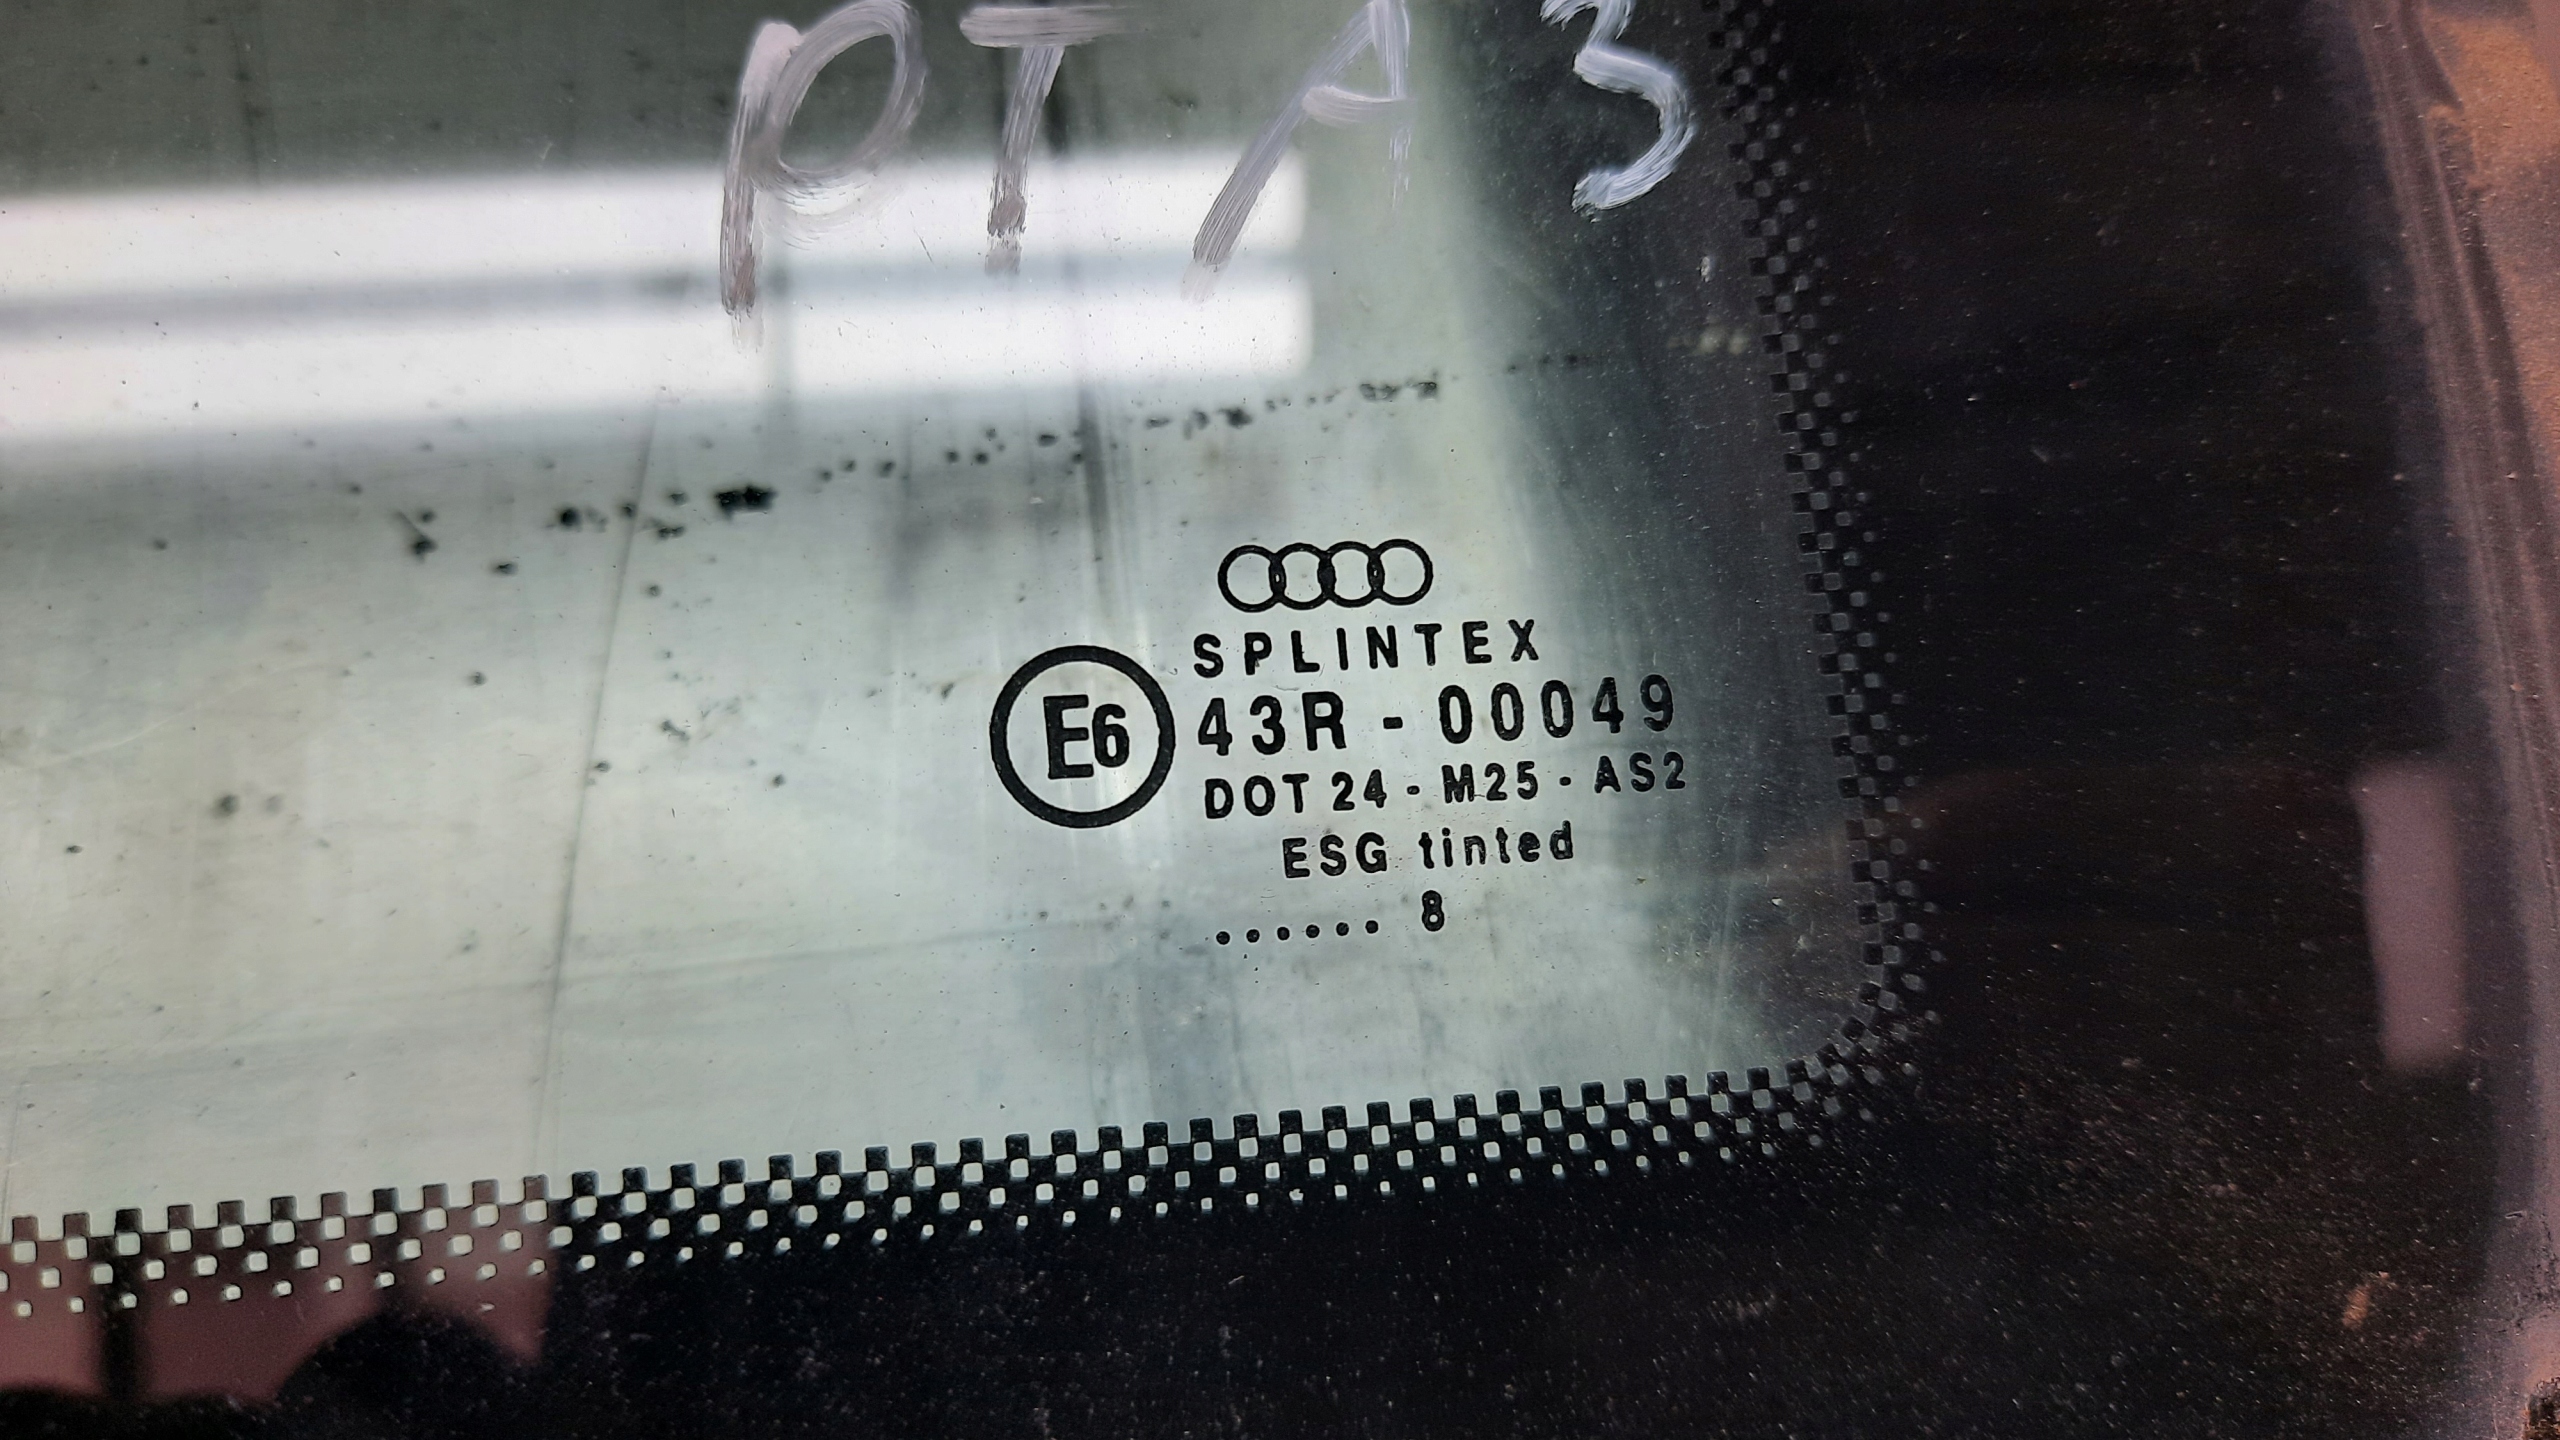 PT A3
SPLINTEX
E6 43R - 00049
DOT 24 - M25 - AS2
ESG tinted
...... 8